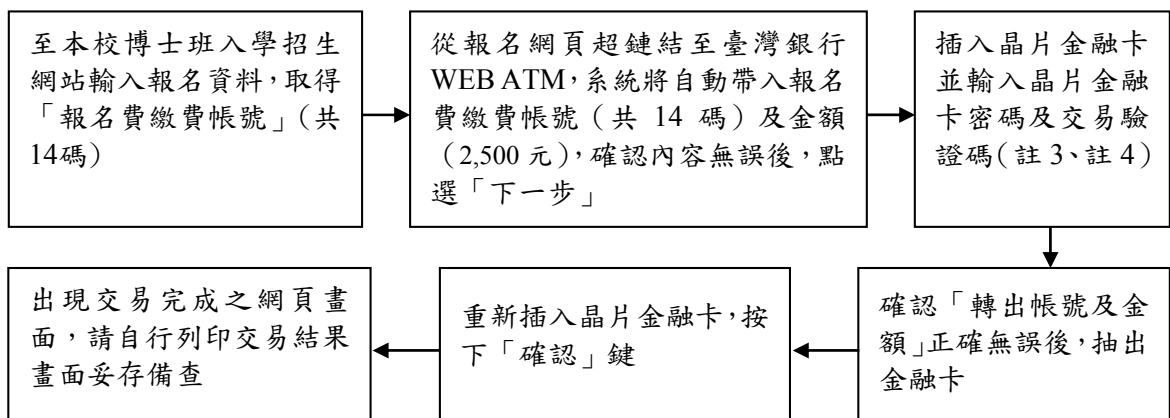 至本校博士班入學招生
網站輸入報名資料，取得
「報名費繳費帳號」（共
14碼）
從報名網頁超鏈結至臺灣銀行
WEB ATM，系統將自動帶入報名
費繳費帳號（共 14 碼）及金額
（2,500 元），確認內容無誤後，點
選「下一步」
插入晶片金融卡
並輸入晶片金融
卡密碼及交易驗
證碼（註 3、註 4）
確認「轉出帳號及金
額」正確無誤後，抽出
金融卡
重新插入晶片金融卡，按
下「確認」鍵
出現交易完成之網頁畫
面，請自行列印交易結果
畫面妥存備查